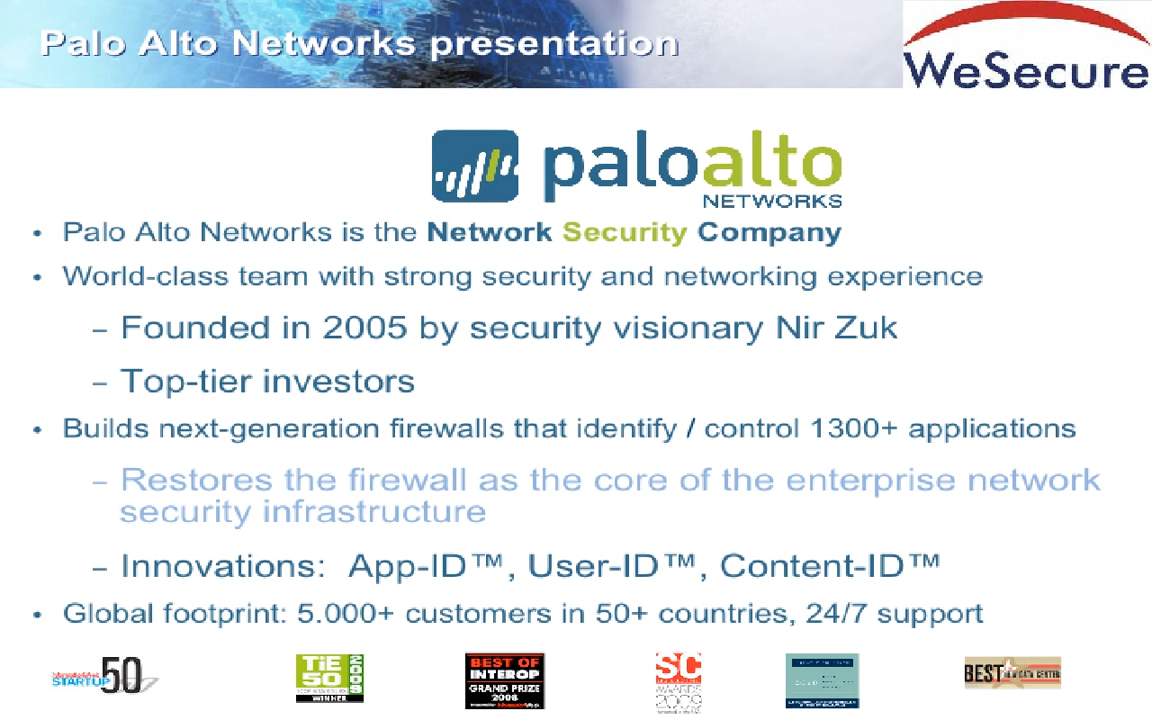 Palo Alto Networks presentation
WeSecure
paloalto
NETWORKS
• Palo Alto Networks is the Network Security Company
• World-class team with strong security and networking experience
– Founded in 2005 by security visionary Nir Zuk
– Top-tier investors
• Builds next-generation firewalls that identify / control 1300+ applications
– Restores the firewall as the core of the enterprise network
security infrastructure
– Innovations: App-ID™, User-ID™, Content-ID™
• Global footprint: 5.000+ customers in 50+ countries, 24/7 support
STARTUP 50
TiE
50
2009
WINNER
BEST OF
INTEROP
GRAND PRIZE
2008
SC
AWARDS
2009
BEST
DATA CENTER